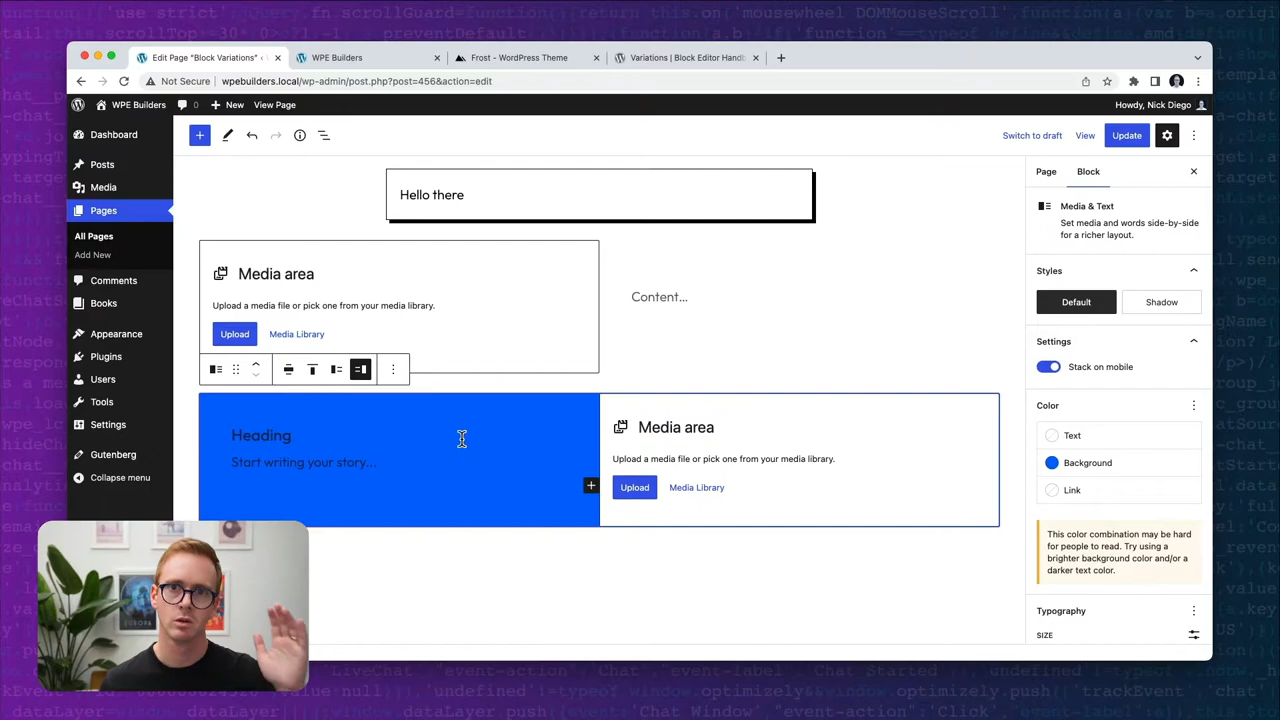 Edit Page "Block Variations" ‹
WPE Builders
Frost - WordPress Theme
Variations | Block Editor Handb
Not Secure
wpebuilders.local/wp-admin/post.php?post=456&action=edit
WPE Builders
0
New
View Page
Howdy, Nick Diego
Dashboard
Posts
Media
Pages
All Pages
Add New
Comments
Books
Appearance
Plugins
Users
Tools
Settings
Gutenberg
Collapse menu
Switch to draft
View
Update
Hello there
Media area
Upload a media file or pick one from your media library.
Upload
Media Library
Content...
Heading
Start writing your story...
Media area
Upload a media file or pick one from your media library.
Upload
Media Library
Page
Block
Media & Text
Set media and words side-by-side
for a richer layout.
Styles
Default
Shadow
Settings
Stack on mobile
Color
Text
Background
Link
This color combination may be hard
for people to read. Try using a
brighter background color and/or a
darker text color.
Typography
SIZE
EUROPA